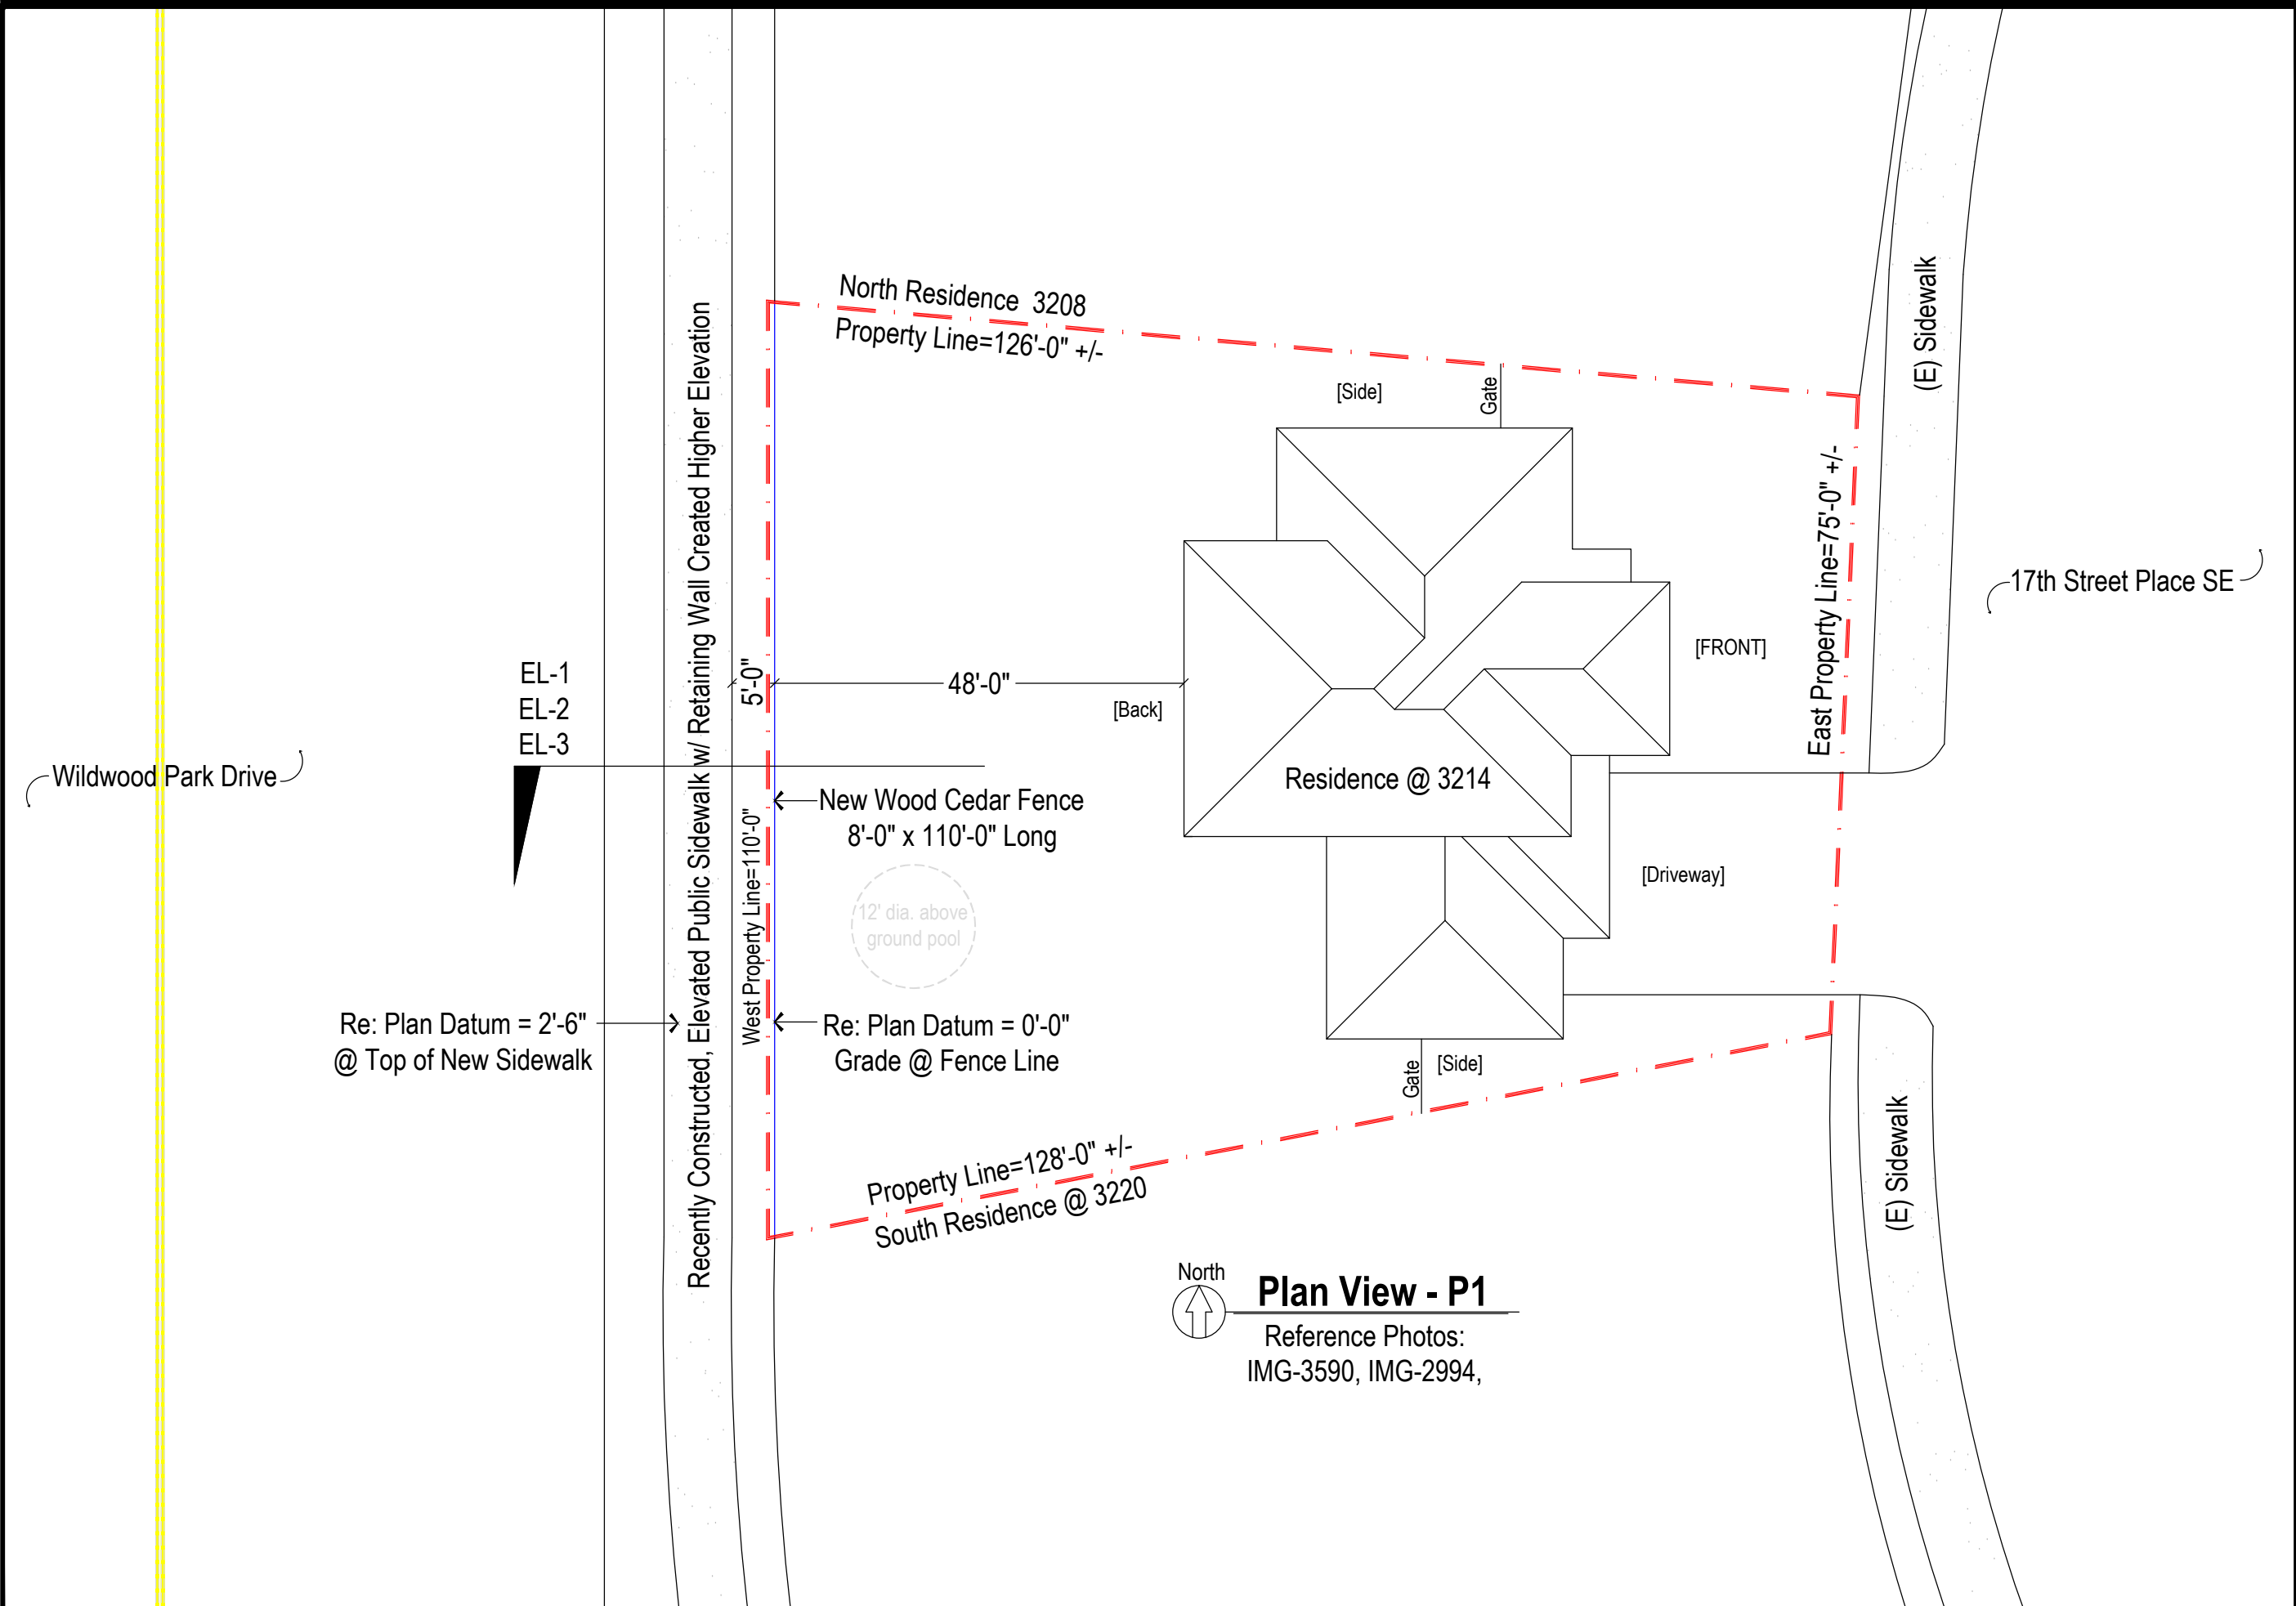 North Residence  3208
Property Line=126'-0" +/-
[Side]
Gate
(E) Sidewalk
Recently Constructed, Elevated Public Sidewalk w/ Retaining Wall Created Higher Elevation
East Property Line=75'-0" +/-
17th Street Place SE
[FRONT]
EL-1
EL-2
EL-3
5'-0"
48'-0"
[Back]
Wildwood Park Drive
Residence @ 3214
New Wood Cedar Fence
8'-0" x 110'-0" Long
West Property Line=110'-0"
12' dia. above
ground pool
[Driveway]
Re: Plan Datum = 2'-6"
@ Top of New Sidewalk
Re: Plan Datum = 0'-0"
Grade @ Fence Line
Gate
[Side]
(E) Sidewalk
Property Line=128'-0" +/-
South Residence @ 3220
North
Plan View - P1
Reference Photos:
IMG-3590, IMG-2994,